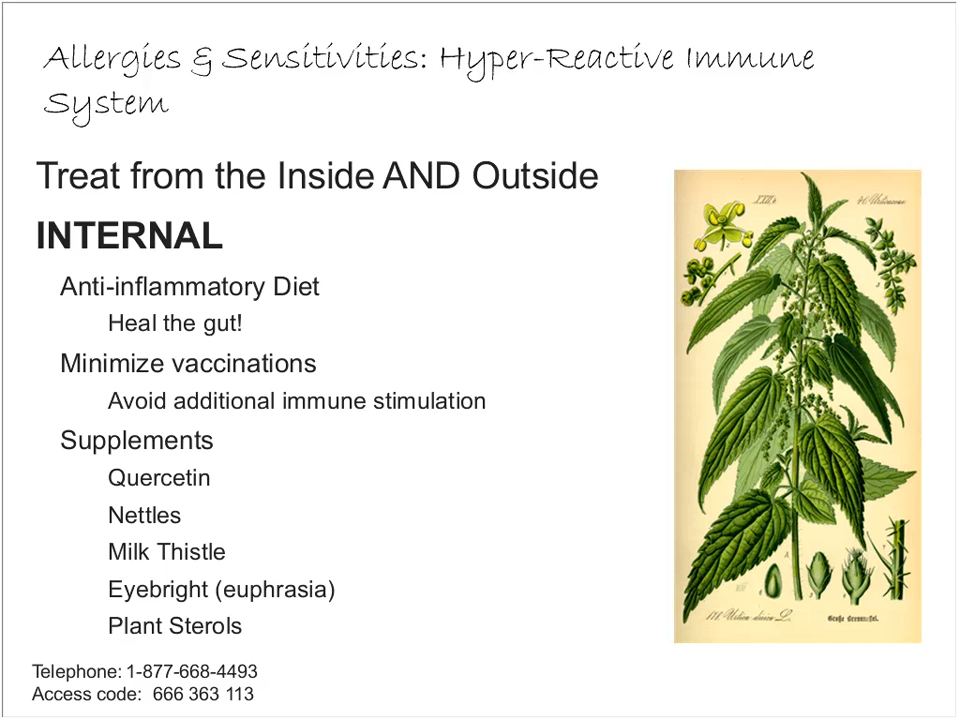 Allergies & Sensitivities: Hyper-Reactive Immune
System
Treat from the Inside AND Outside
INTERNAL
Anti-inflammatory Diet
Heal the gut!
Minimize vaccinations
Avoid additional immune stimulation
Supplements
Quercetin
Nettles
Milk Thistle
Eyebright (euphrasia)
Plant Sterols
Telephone: 1-877-668-4493
Access code: 666 363 113